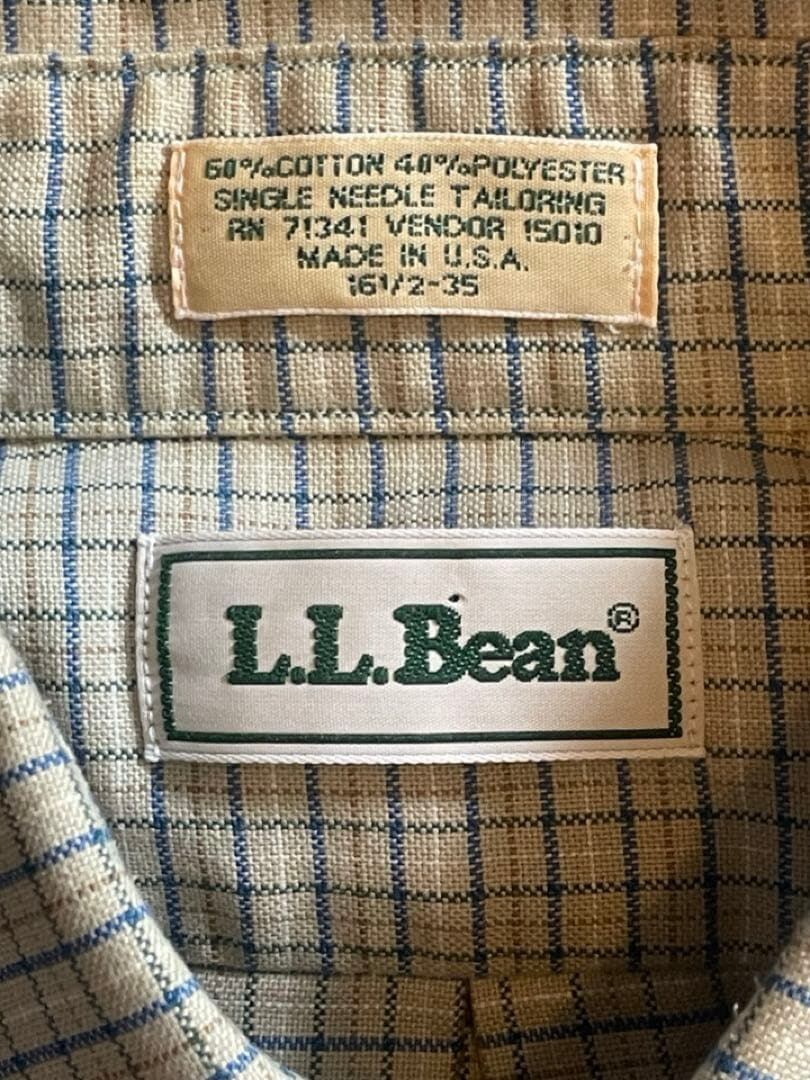 60%COTTON 40%POLYESTER
SINGLE NEEDLE TAILORING
RN 71341 VENDOR 15010
MADE IN U.S.A.
16 1/2-35
L.L.Bean®